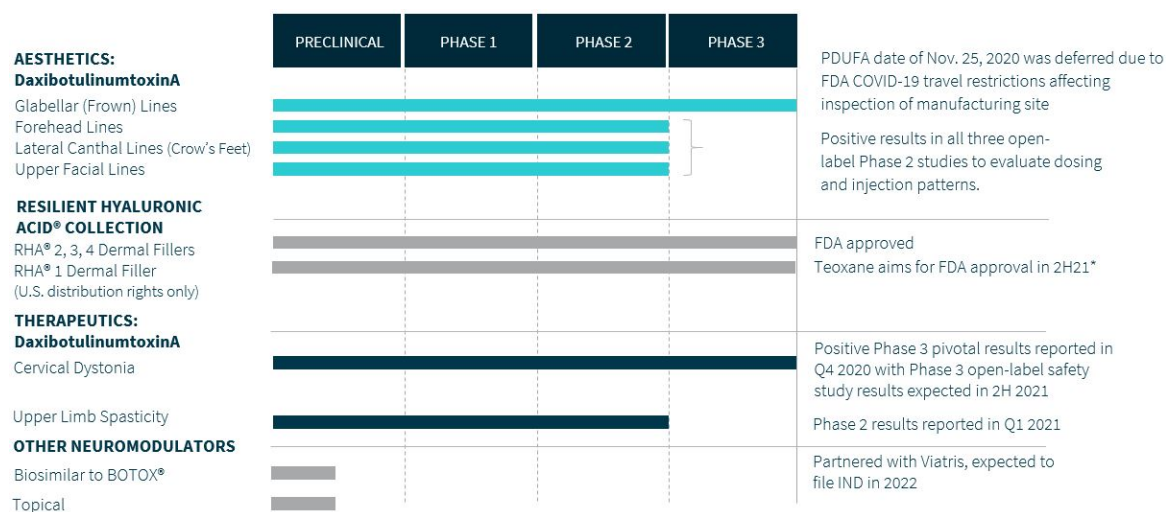 PRECLINICAL PHASE 1 PHASE 2 PHASE 3
AESTHETICS:
DaxibotulinumtoxinA
Glabellar (Frown) Lines
Forehead Lines
Lateral Canthal Lines (Crow's Feet)
Upper Facial Lines
PDUFA date of Nov. 25, 2020 was deferred due to
FDA COVID-19 travel restrictions affecting
inspection of manufacturing site
Positive results in all three open-
label Phase 2 studies to evaluate dosing
and injection patterns.
RESILIENT HYALURONIC
ACID® COLLECTION
RHA® 2, 3, 4 Dermal Fillers
RHA® 1 Dermal Filler
(U.S. distribution rights only)
FDA approved
Teoxane aims for FDA approval in 2H21*
THERAPEUTICS:
DaxibotulinumtoxinA
Cervical Dystonia
Positive Phase 3 pivotal results reported in
Q4 2020 with Phase 3 open-label safety
study results expected in 2H 2021
Upper Limb Spasticity
Phase 2 results reported in Q1 2021
OTHER NEUROMODULATORS
Biosimilar to BOTOX®
Partnered with Viatris, expected to
file IND in 2022
Topical